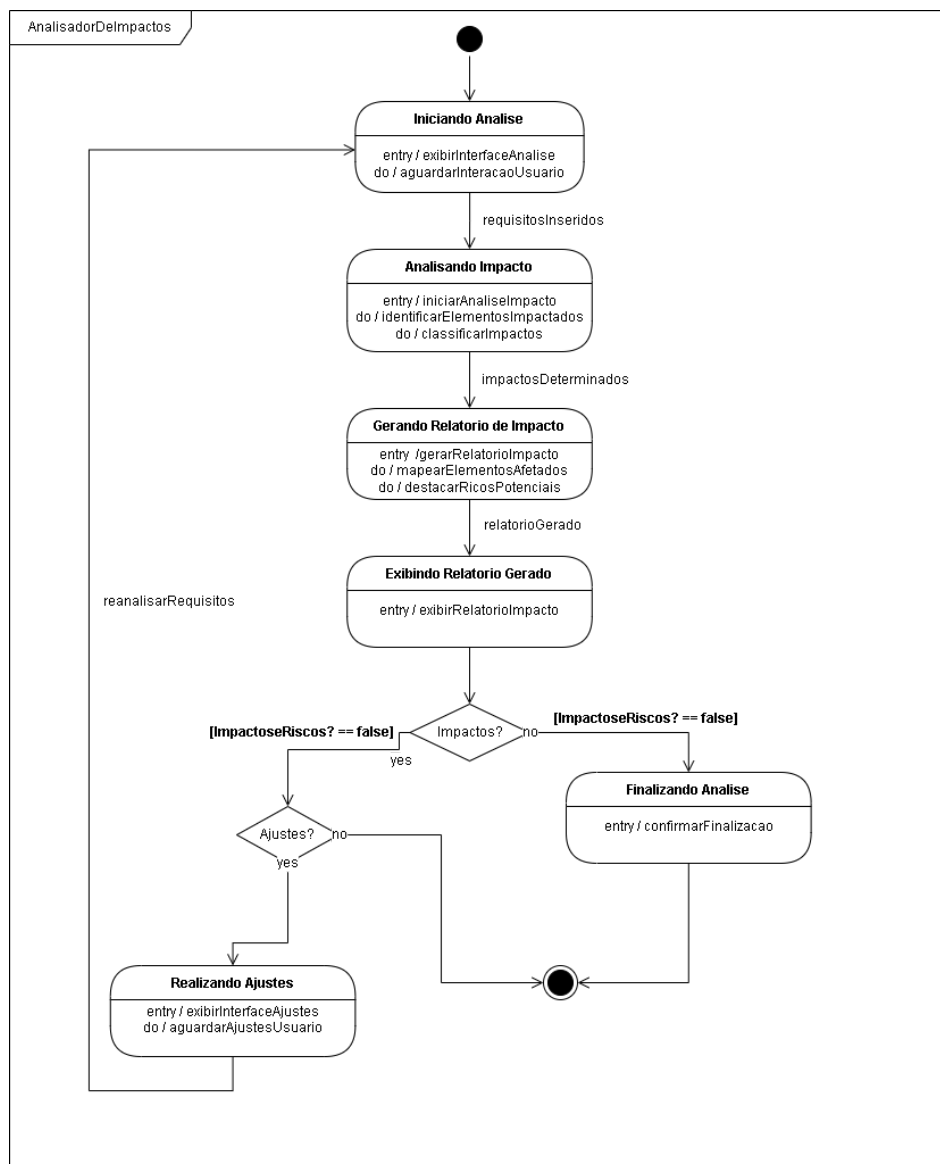 AnalisadorDeImpactos
Iniciando Analise
entry / exibirInterfaceAnalise
do / aguardarInteracaoUsuario
requisitosInseridos
Analisando Impacto
entry / iniciarAnaliseImpacto
do / identificarElementosImpactados
do / classificarImpactos
impactosDeterminados
Gerando Relatorio de Impacto
entry /gerarRelatorioImpacto
do / mapearElementosAfetados
do / destacarRicosPotenciais
relatorioGerado
Exibindo Relatorio Gerado
entry / exibirRelatorioImpacto
reanalisarRequisitos
[ImpactoseRiscos? == false]
Impactos?
no
[ImpactoseRiscos? == false]
yes
Finalizando Analise
entry / confirmarFinalizacao
Ajustes?
no
yes
Realizando Ajustes
entry / exibirInterfaceAjustes
do / aguardarAjustesUsuario